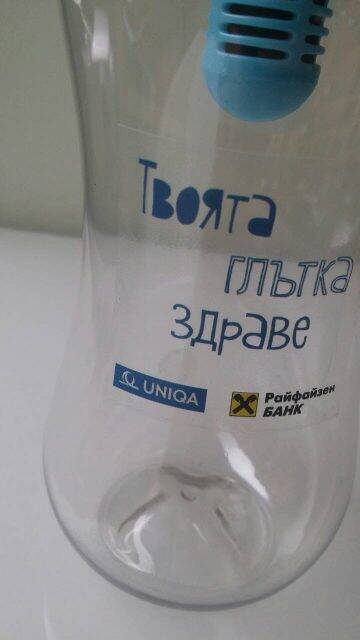 Твоята
глътка
здраве
UNIQA
Райфайзен
БАНК